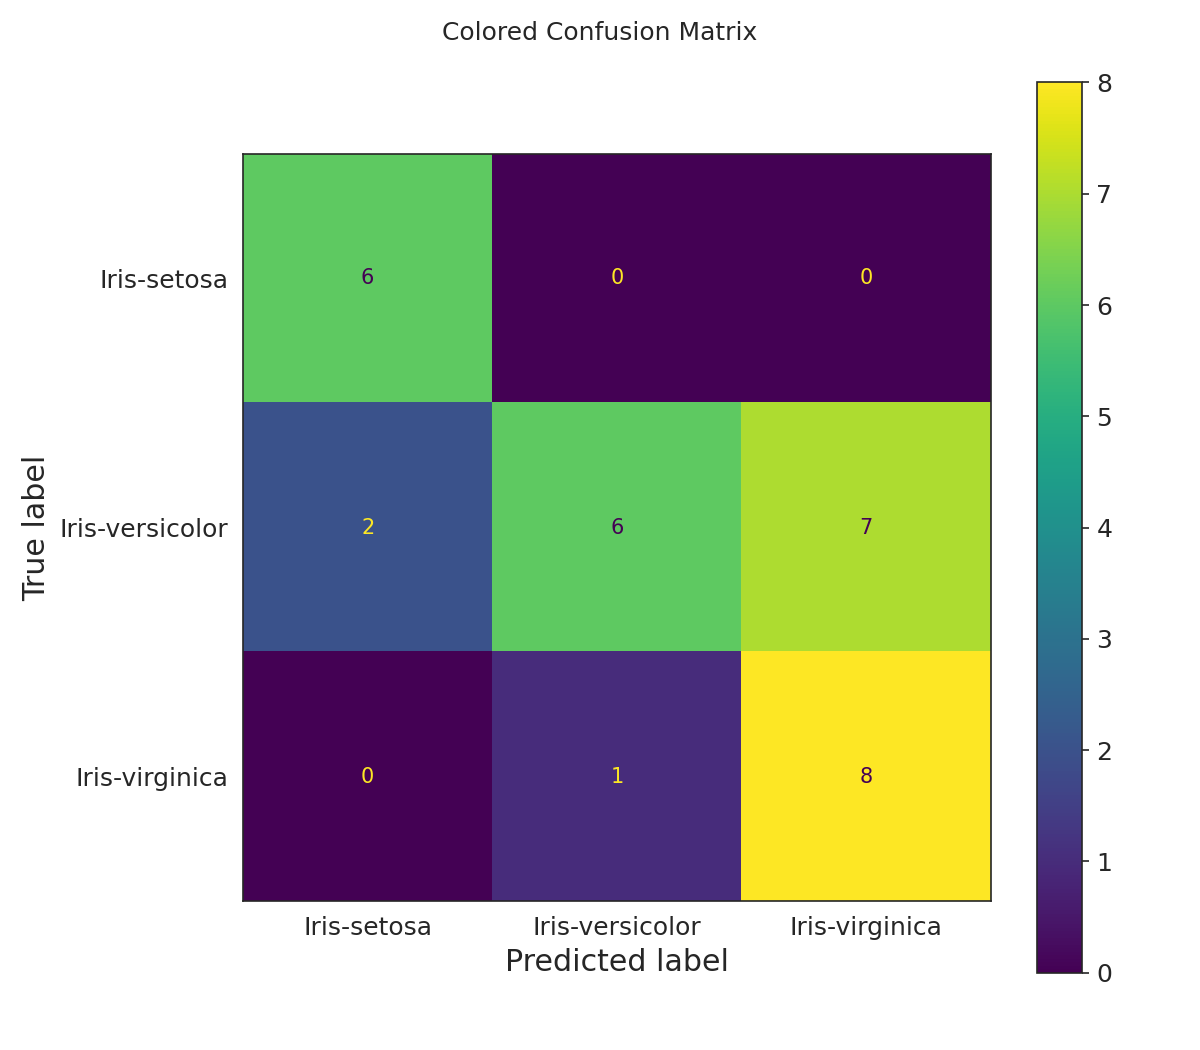 Colored Confusion Matrix
True label
Iris-setosa
6 0 0
Iris-versicolor
2 6 7
Iris-virginica
0 1 8
Iris-setosa Iris-versicolor Iris-virginica
Predicted label
8
7
6
5
4
3
2
1
0